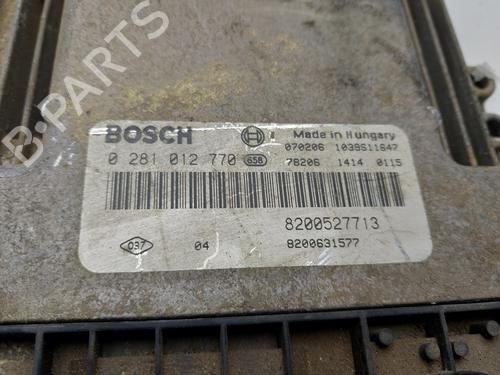 B-PARTS
BOSCH
Made in Hungary
070206 1039S11647
0 281 012 770 658
78206 1414 0115
8200527713
037 04 8200631577